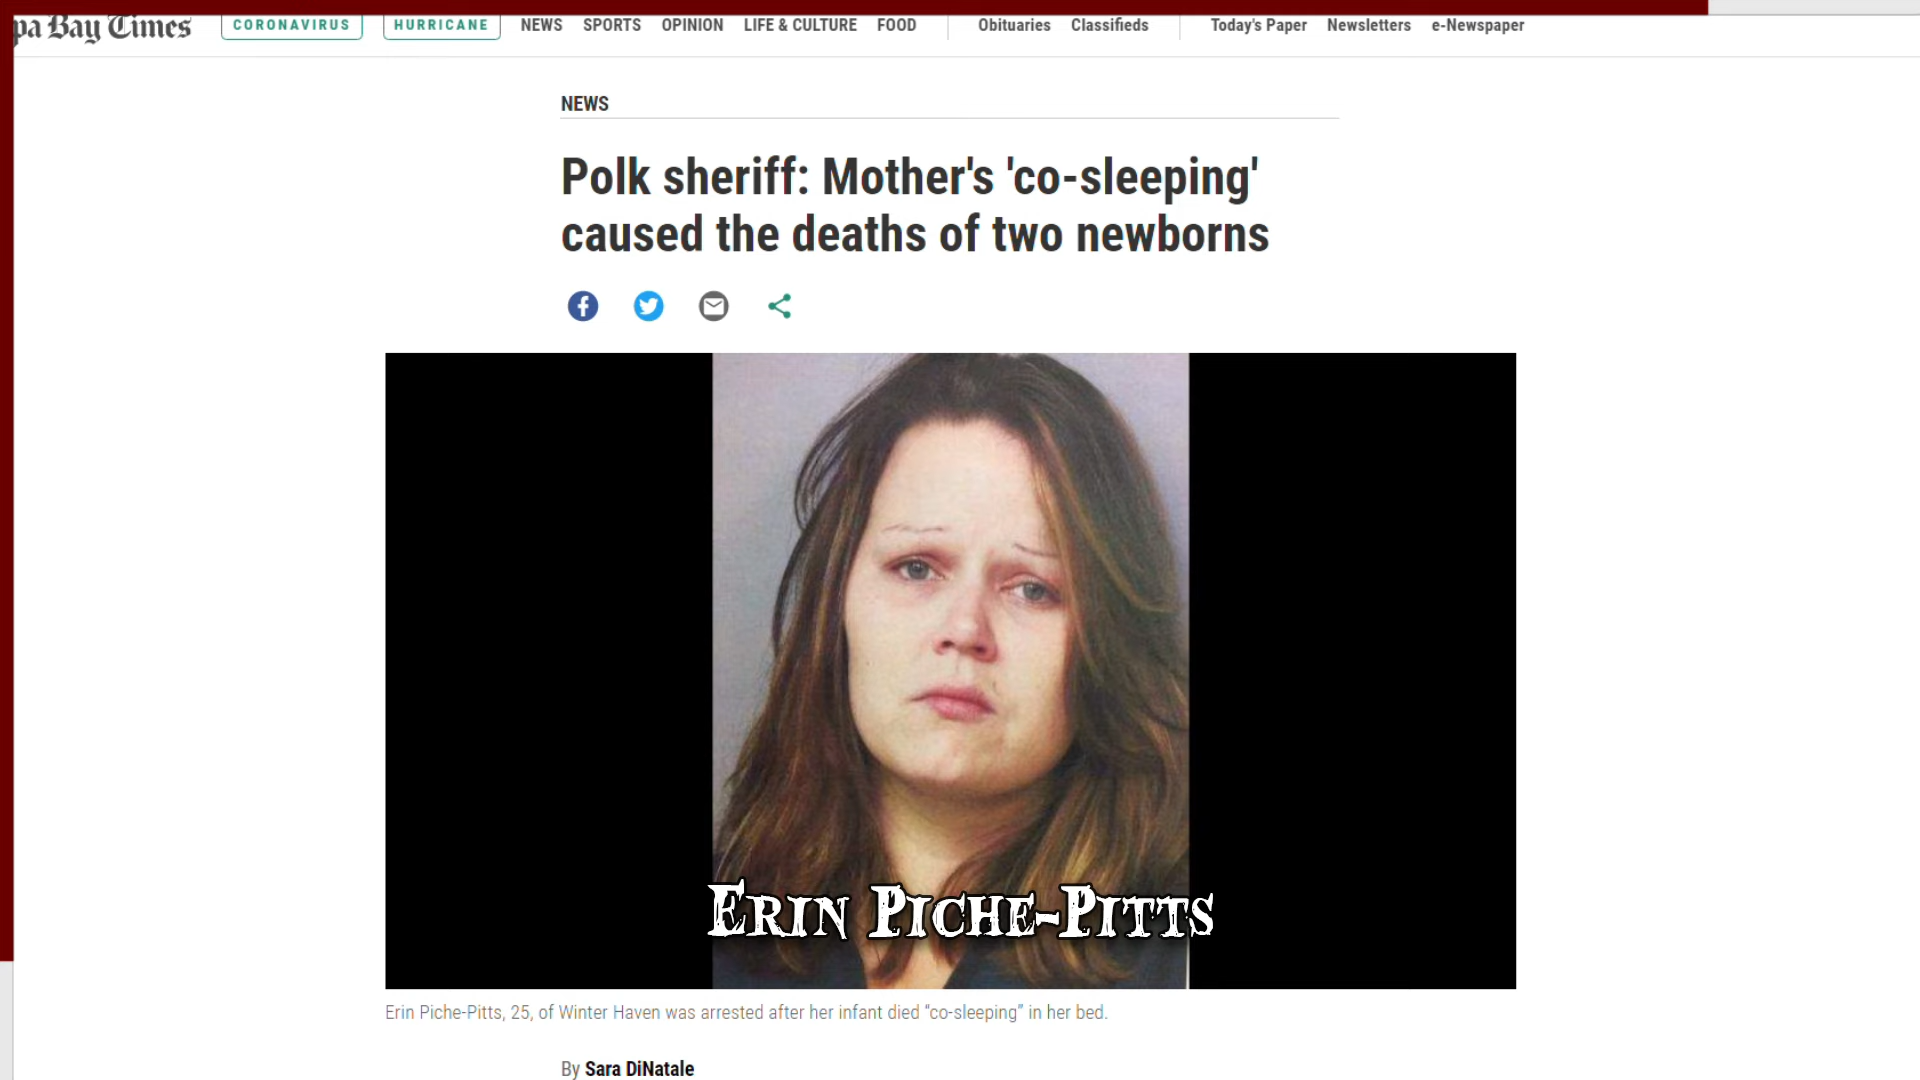 pa Bay Times
CORONAVIRUS HURRICANE NEWS SPORTS OPINION LIFE & CULTURE FOOD Obituaries Classifieds Today's Paper Newsletters e-Newspaper
NEWS
Polk sheriff: Mother's 'co-sleeping'
caused the deaths of two newborns
Erin Piche-Pitts
Erin Piche-Pitts, 25, of Winter Haven was arrested after her infant died “co-sleeping” in her bed.
By Sara DiNatale